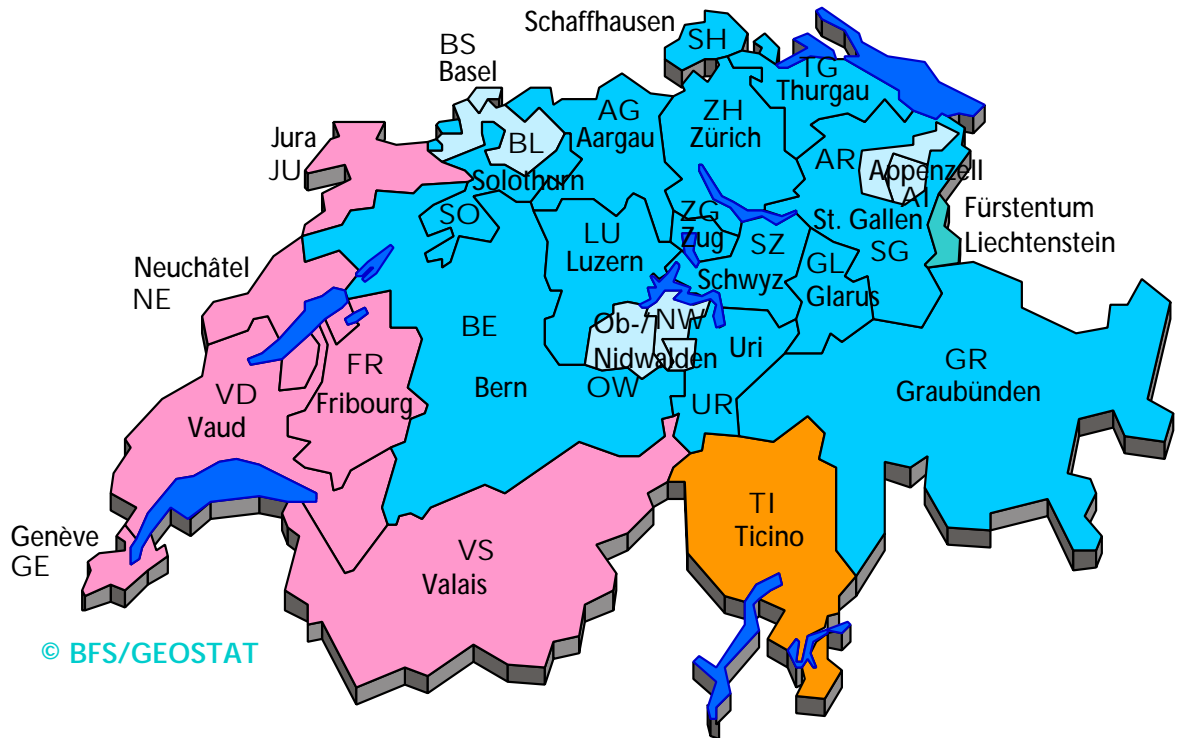 Schaffhausen
SH
BS
Basel
TG
Thurgau
AG
Aargau
ZH
Zürich
Jura
JU
BL
AR
Appenzell
AI
Solothurn
SO
ZG
Zug
St. Gallen
SG
Fürstentum
Liechtenstein
LU
Luzern
SZ
Schwyz
GL
Glarus
Neuchâtel
NE
BE
Bern
Ob-/
NW
Nidwalden
OW
Uri
UR
FR
Fribourg
GR
Graubünden
VD
Vaud
TI
Ticino
Genève
GE
VS
Valais
© BFS/GEOSTAT